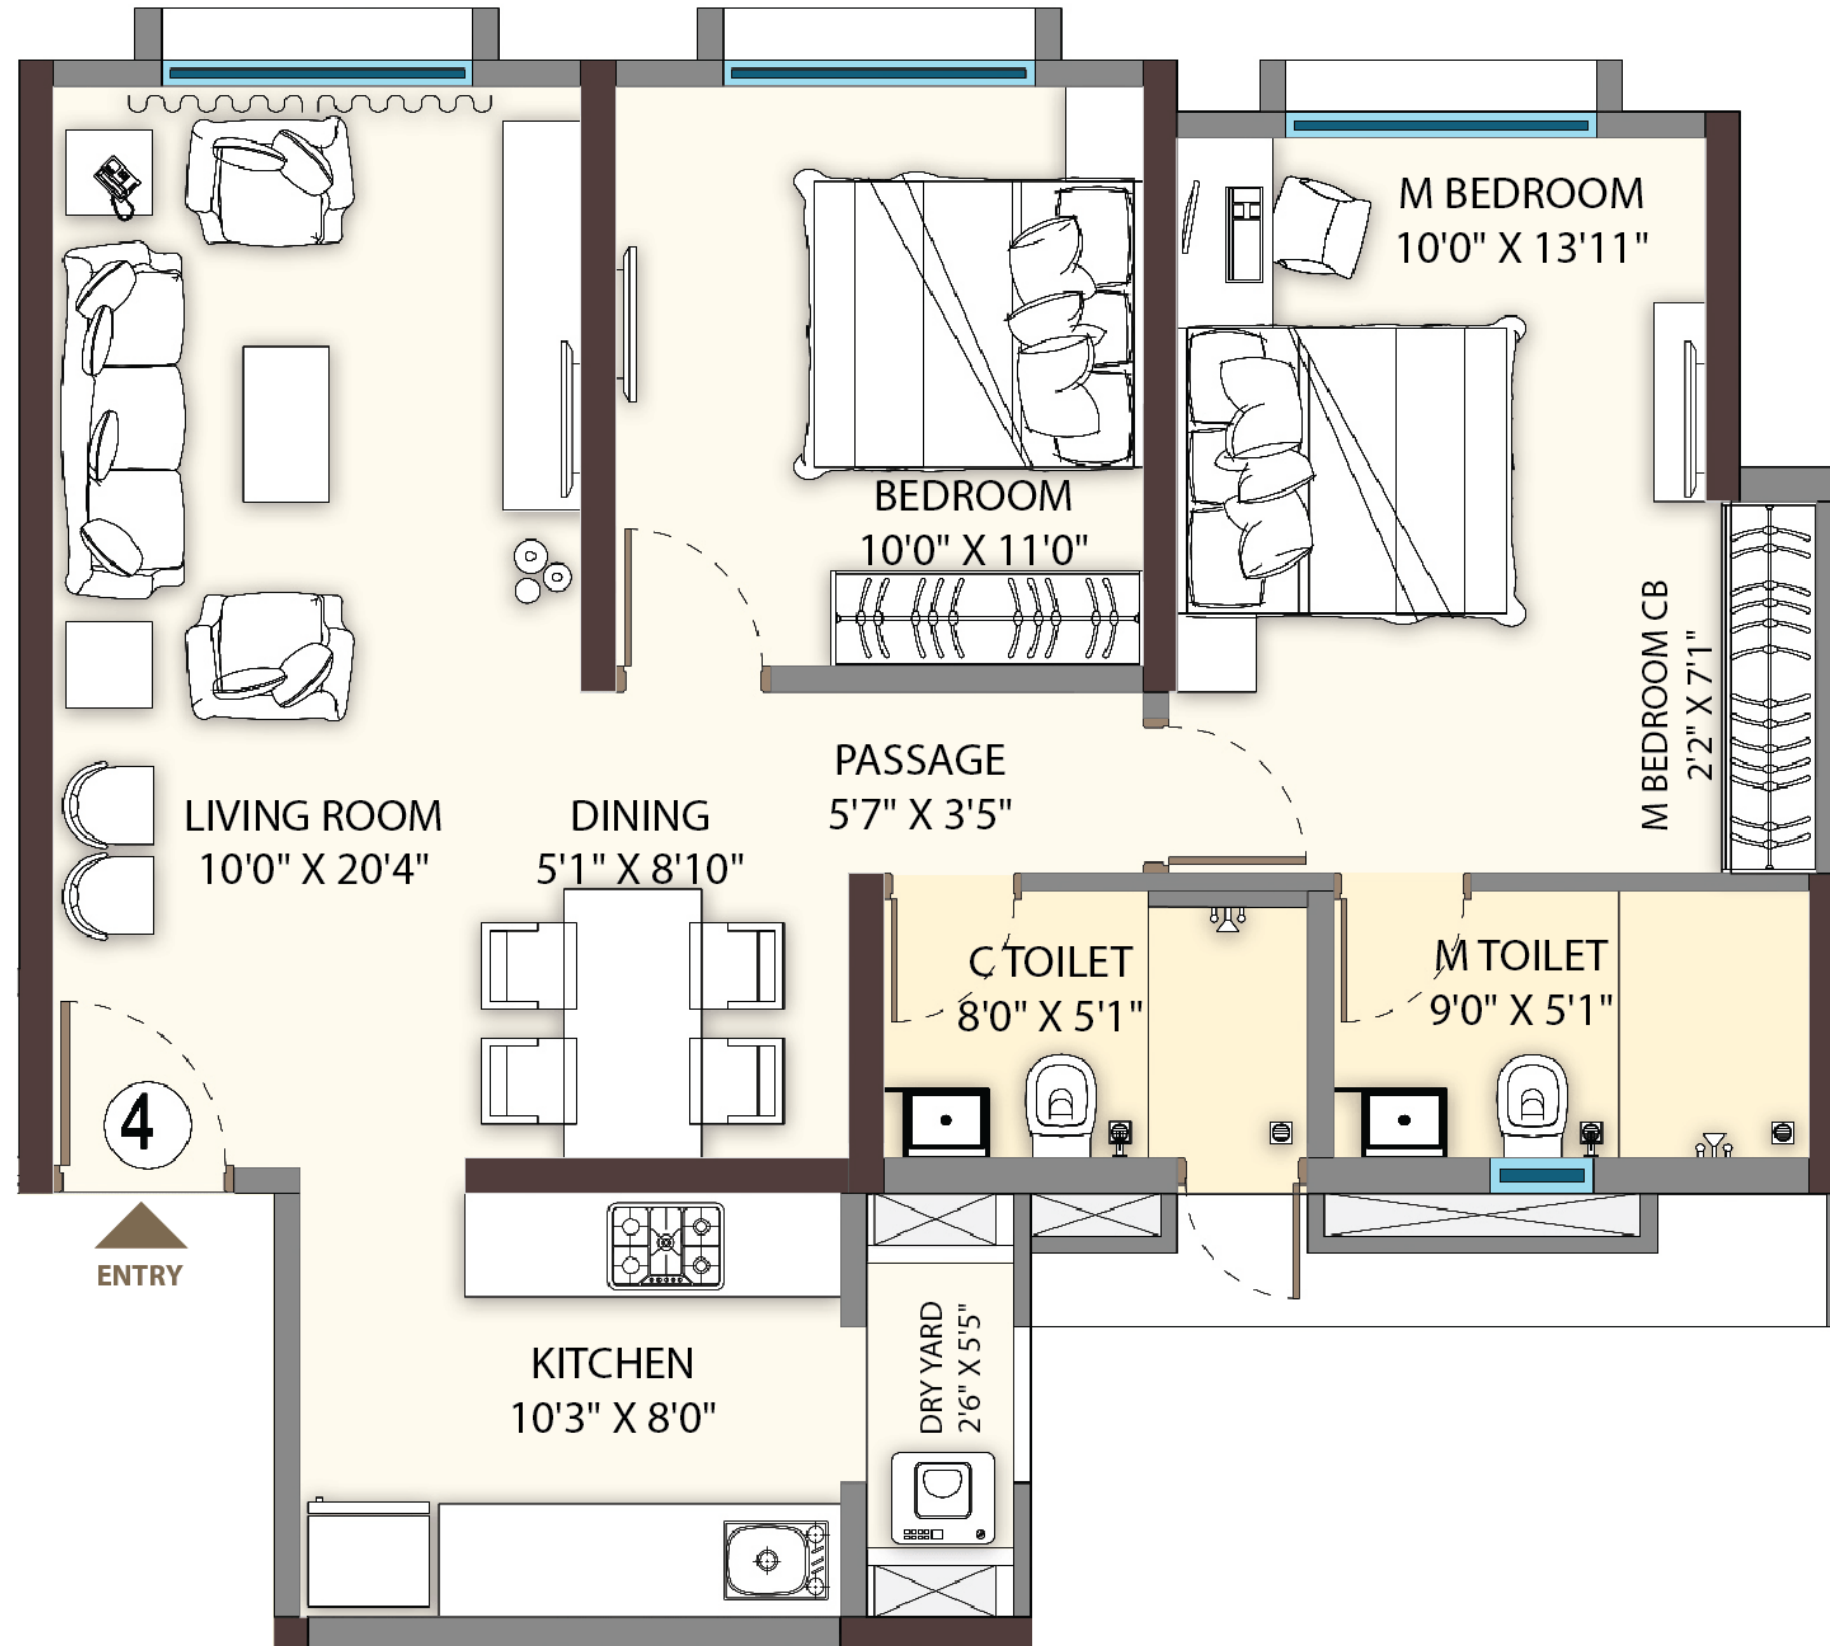 M BEDROOM
10'0" X 13'11"
BEDROOM
10'0" X 11'0"
M BEDROOM CB
2'2" X 7'1"
PASSAGE
5'7" X 3'5"
LIVING ROOM
10'0" X 20'4"
DINING
5'1" X 8'10"
C TOILET
8'0" X 5'1"
M TOILET
9'0" X 5'1"
4
ENTRY
KITCHEN
10'3" X 8'0"
DRY YARD
2'6" X 5'5"